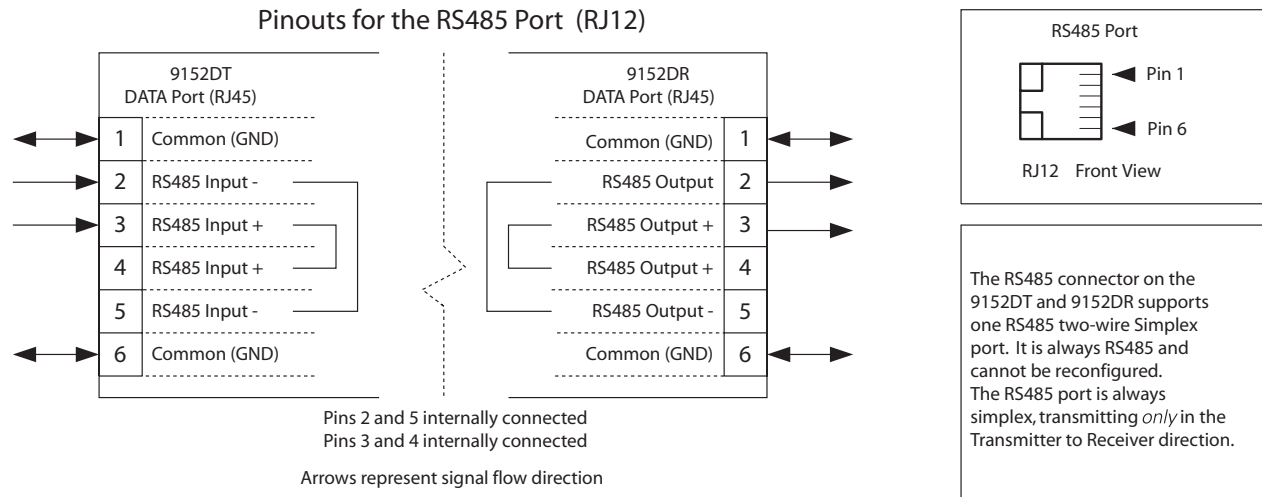 Pinouts for the RS485 Port (RJ12)
9152DT
DATA Port (RJ45)
1 Common (GND)
2 RS485 Input -
3 RS485 Input +
4 RS485 Input +
5 RS485 Input -
6 Common (GND)
9152DR
DATA Port (RJ45)
Common (GND) 1
RS485 Output 2
RS485 Output + 3
RS485 Output + 4
RS485 Output - 5
Common (GND) 6
Pins 2 and 5 internally connected
Pins 3 and 4 internally connected
Arrows represent signal flow direction
RS485 Port
Pin 1
Pin 6
RJ12 Front View
The RS485 connector on the
9152DT and 9152DR supports
one RS485 two-wire Simplex
port. It is always RS485 and
cannot be reconfigured.
The RS485 port is always
simplex, transmitting only in the
Transmitter to Receiver direction.